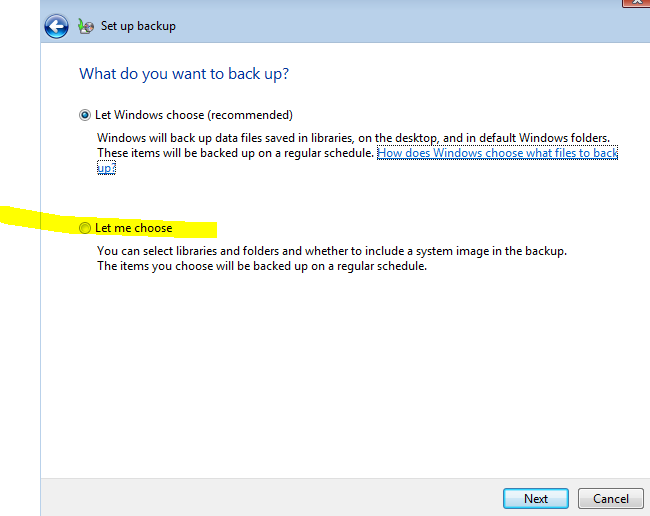 Set up backup
What do you want to back up?
Let Windows choose (recommended)
Windows will back up data files saved in libraries, on the desktop, and in default Windows folders.
These items will be backed up on a regular schedule. How does Windows choose what files to back
up?
Let me choose
You can select libraries and folders and whether to include a system image in the backup.
The items you choose will be backed up on a regular schedule.
Next Cancel